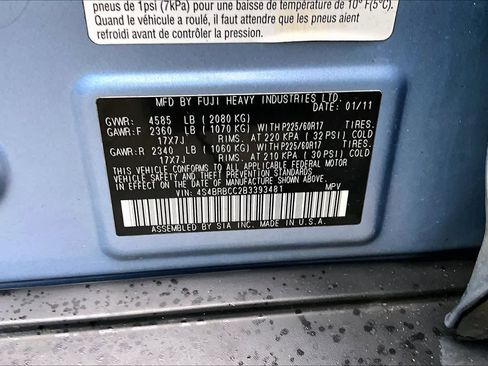 pneus de 1psi (7kPa) pour une baisse de température de 10° F(5°C).
Quand le véhicule a roulé, il faut attendre que les pneus aient
refroidi avant de contrôler la pression.
MFD BY FUJI HEAVY INDUSTRIES LTD.
DATE: 01/11
GVWR: 4585 LB ( 2080 KG)
GAWR:F 2360 LB ( 1070 KG) WITH P225/60R17 TIRES.
17X7J RIMS. AT 220 KPA ( 32 PSI) COLD
GAWR:R 2340 LB ( 1060 KG) WITH P225/60R17 TIRES.
17X7J RIMS. AT 210 KPA ( 30 PSI) COLD
THIS VEHICLE CONFORMS TO ALL APPLICABLE FEDERAL MOTOR
VEHICLE SAFETY AND THEFT PREVENTION STANDARDS IN
EFFECT ON THE DATE OF MANUFACTURE SHOWN ABOVE.
VIN: 4S4BRBCC2B3393481 MPV
ASSEMBLED BY SIA INC. MADE IN U.S.A.